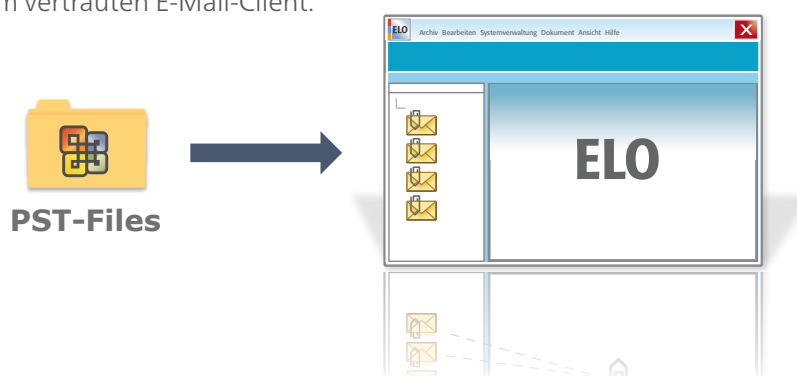 m vertrauten E-Mail-Client.
ELO Archiv Bearbeiten Systemverwaltung Dokument Ansicht Hilfe X
ELO
PST-Files